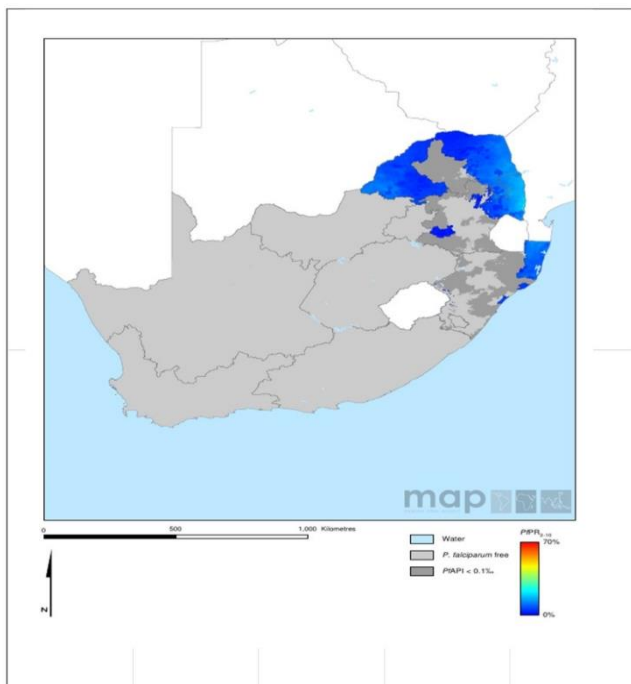 map
0 500 1,000 Kilometres
Water
P. falciparum free
PfAPI < 0.1‰
PfPR2-10
70%
0%
N